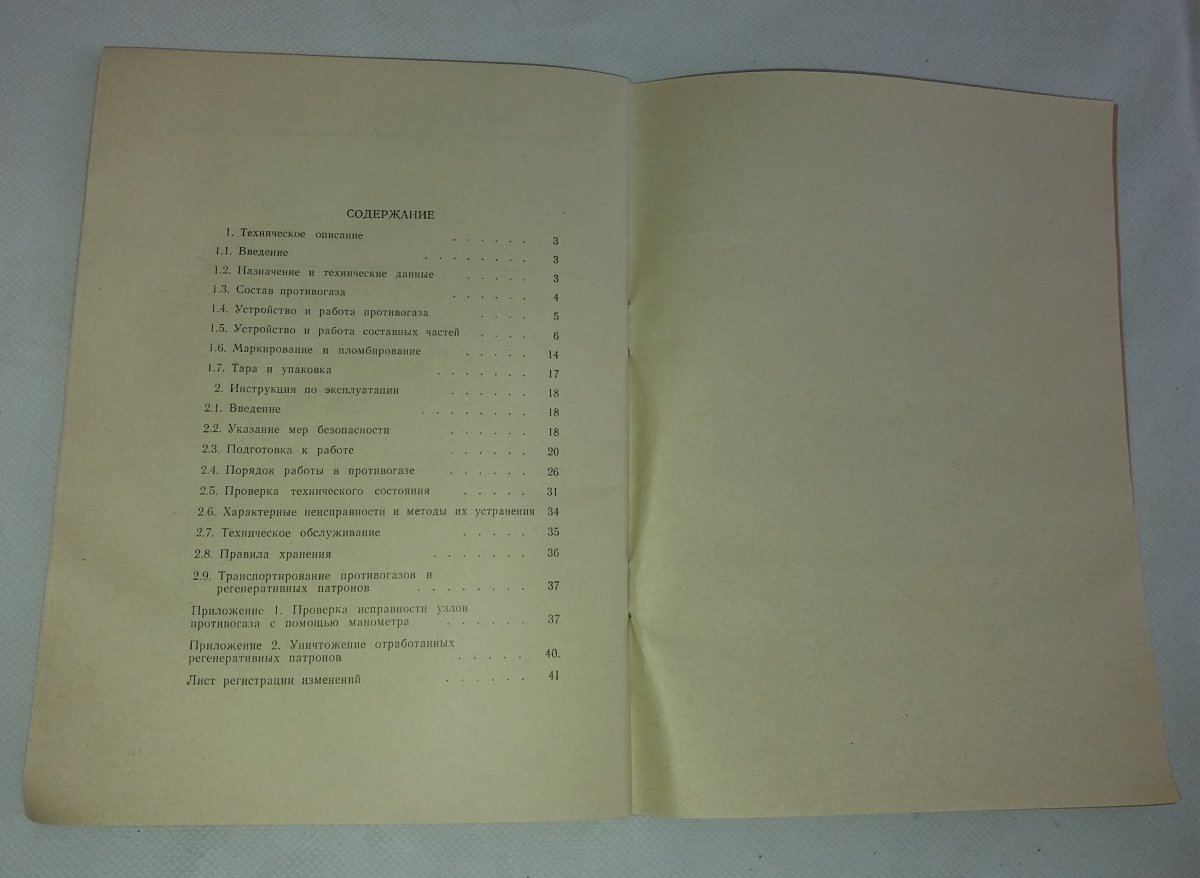 СОДЕРЖАНИЕ
1. Техническое описание . . . . . . 3
1.1. Введение . . . . . . . . 3
1.2. Назначение и технические данные . . . . . 3
1.3. Состав противогаза . . . . . . 4
1.4. Устройство и работа противогаза . . . . 5
1.5. Устройство и работа составных частей . . . . 6
1.6. Маркирование и пломбирование . . . . . 14
1.7. Тара и упаковка . . . . . . . 17
2. Инструкция по эксплуатации . . . . . . 18
2.1. Введение . . . . . . . . 18
2.2. Указание мер безопасности . . . . . . 18
2.3. Подготовка к работе . . . . . . 20
2.4. Порядок работы в противогазе . . . . . . 26
2.5. Проверка технического состояния . . . . . 31
2.6. Характерные неисправности и методы их устранения 34
2.7. Техническое обслуживание . . . . . 35
2.8. Правила хранения . . . . . . . 36
2.9. Транспортирование противогазов и
регенеративных патронов . . . . . . . . 37
Приложение 1. Проверка исправности узлов
противогаза с помощью манометра . . . . . . 37
Приложение 2. Уничтожение отработанных
регенеративных патронов . . . . . 40.
Лист регистрации изменений . . . . . . 41